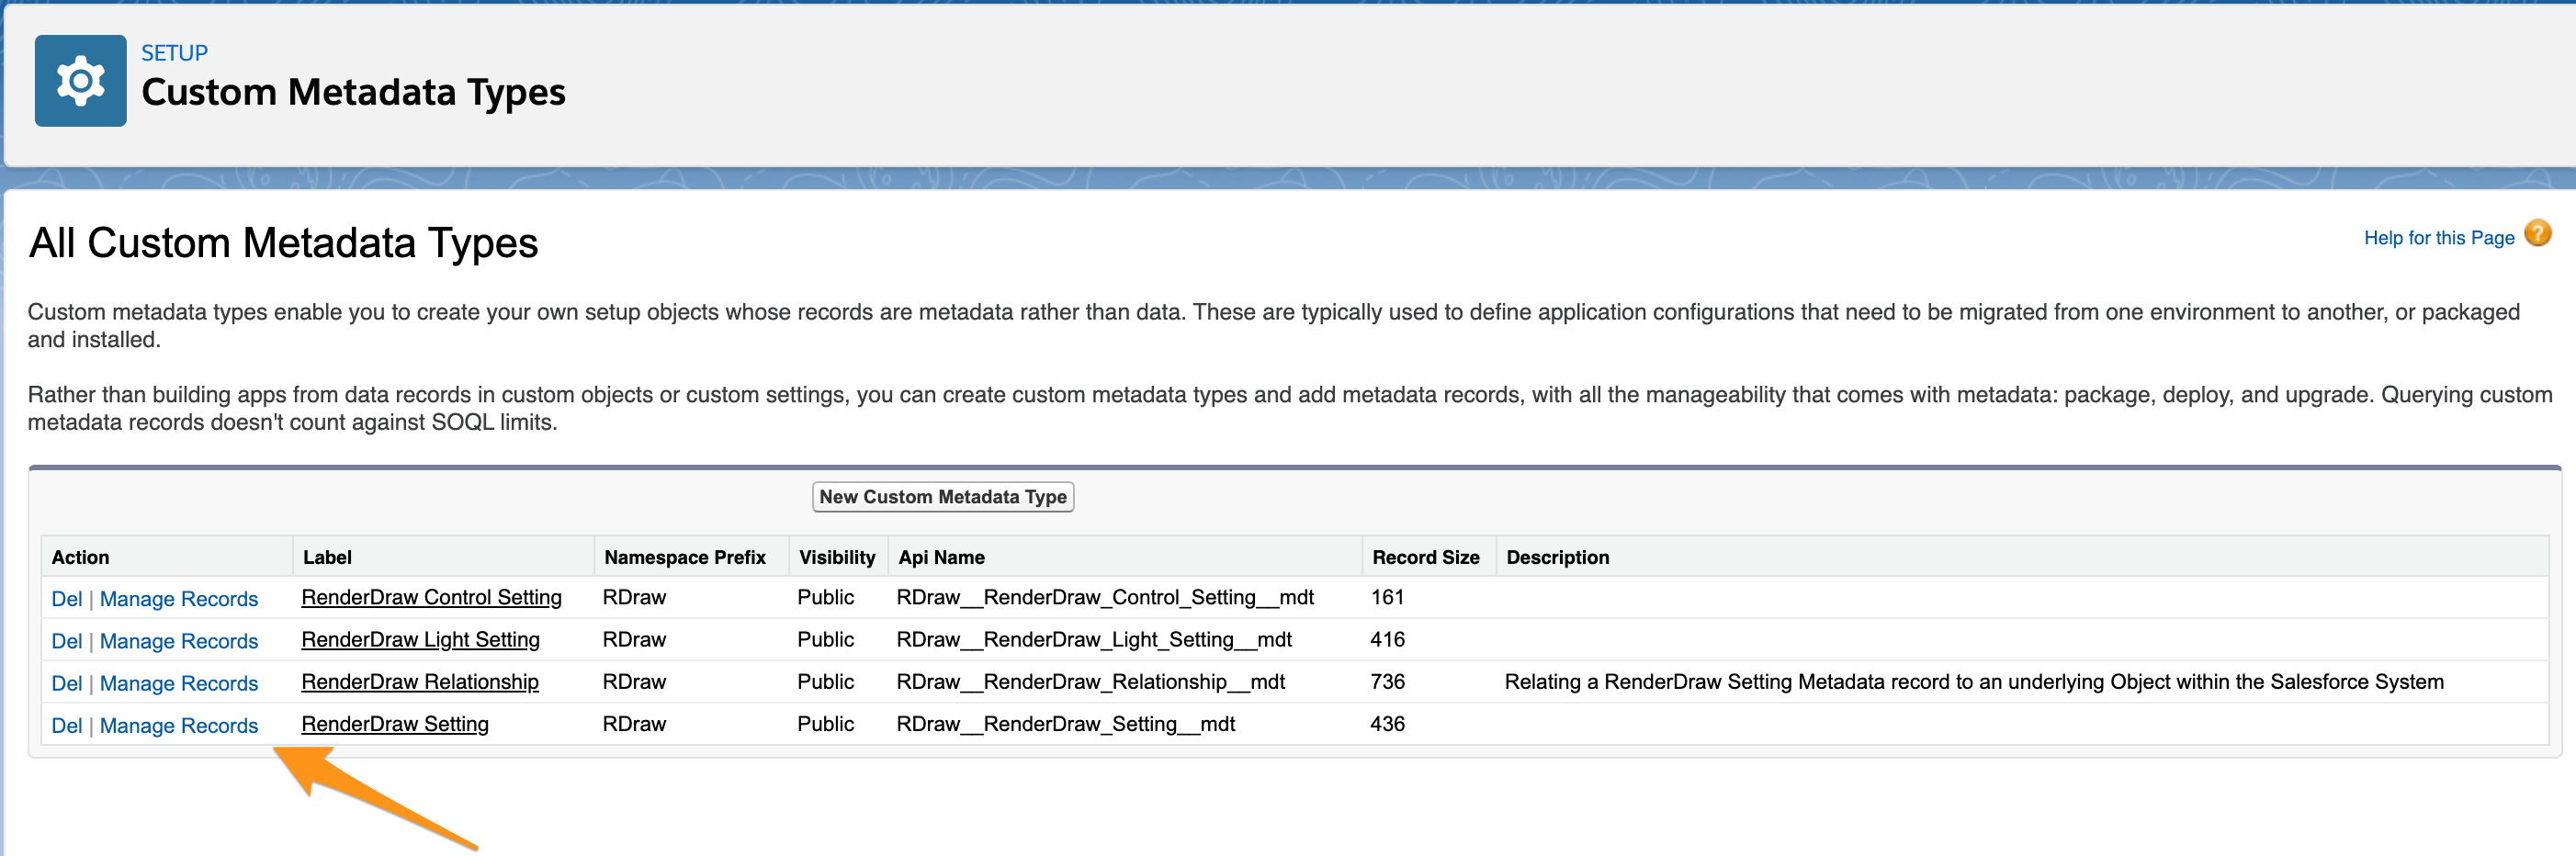 SETUP
Custom Metadata Types
All Custom Metadata Types
Help for this Page ?
Custom metadata types enable you to create your own setup objects whose records are metadata rather than data. These are typically used to define application configurations that need to be migrated from one environment to another, or packaged
and installed.
Rather than building apps from data records in custom objects or custom settings, you can create custom metadata types and add metadata records, with all the manageability that comes with metadata: package, deploy, and upgrade. Querying custom
metadata records doesn't count against SOQL limits.
New Custom Metadata Type
Action Label Namespace Prefix Visibility Api Name Record Size Description
Del | Manage Records RenderDraw Control Setting RDraw Public RDraw__RenderDraw_Control_Setting__mdt 161
Del | Manage Records RenderDraw Light Setting RDraw Public RDraw__RenderDraw_Light_Setting__mdt 416
Del | Manage Records RenderDraw Relationship RDraw Public RDraw__RenderDraw_Relationship__mdt 736 Relating a RenderDraw Setting Metadata record to an underlying Object within the Salesforce System
Del | Manage Records RenderDraw Setting RDraw Public RDraw__RenderDraw_Setting__mdt 436